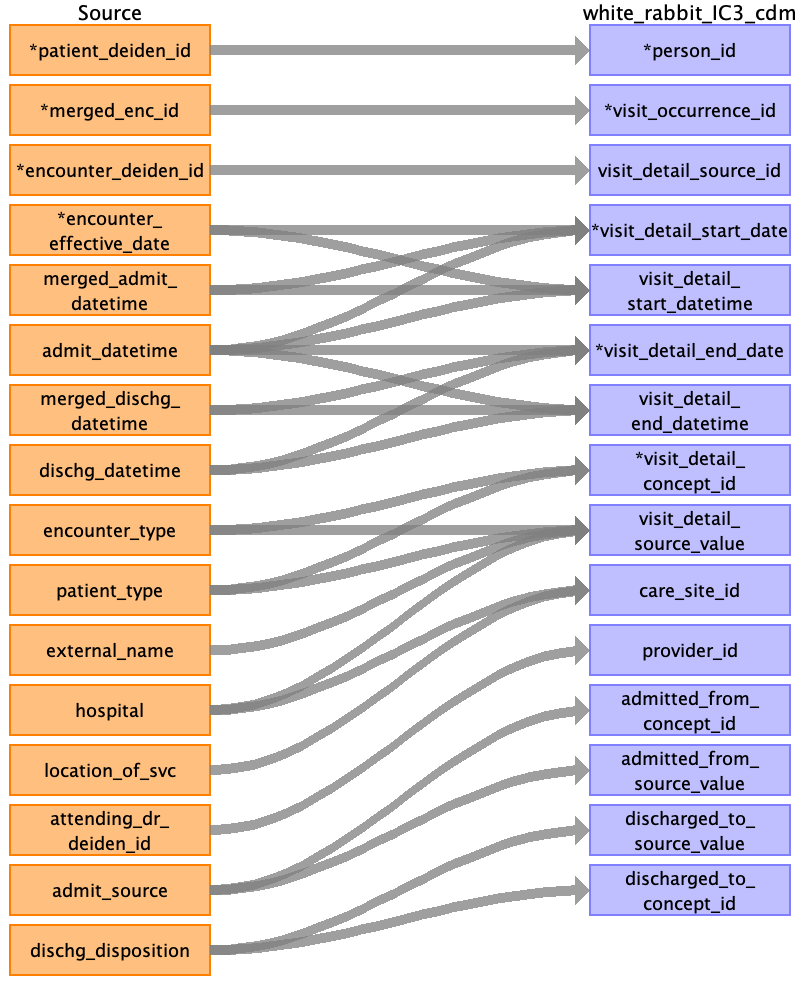 Source
white_rabbit_IC3_cdm
*patient_deiden_id
*person_id
*merged_enc_id
*visit_occurrence_id
*encounter_deiden_id
visit_detail_source_id
*encounter_
effective_date
*visit_detail_start_date
merged_admit_
datetime
visit_detail_
start_datetime
admit_datetime
*visit_detail_end_date
merged_dischg_
datetime
visit_detail_
end_datetime
dischg_datetime
*visit_detail_
concept_id
encounter_type
visit_detail_
source_value
patient_type
care_site_id
external_name
provider_id
hospital
admitted_from_
concept_id
location_of_svc
admitted_from_
source_value
attending_dr_
deiden_id
discharged_to_
source_value
admit_source
discharged_to_
concept_id
dischg_disposition